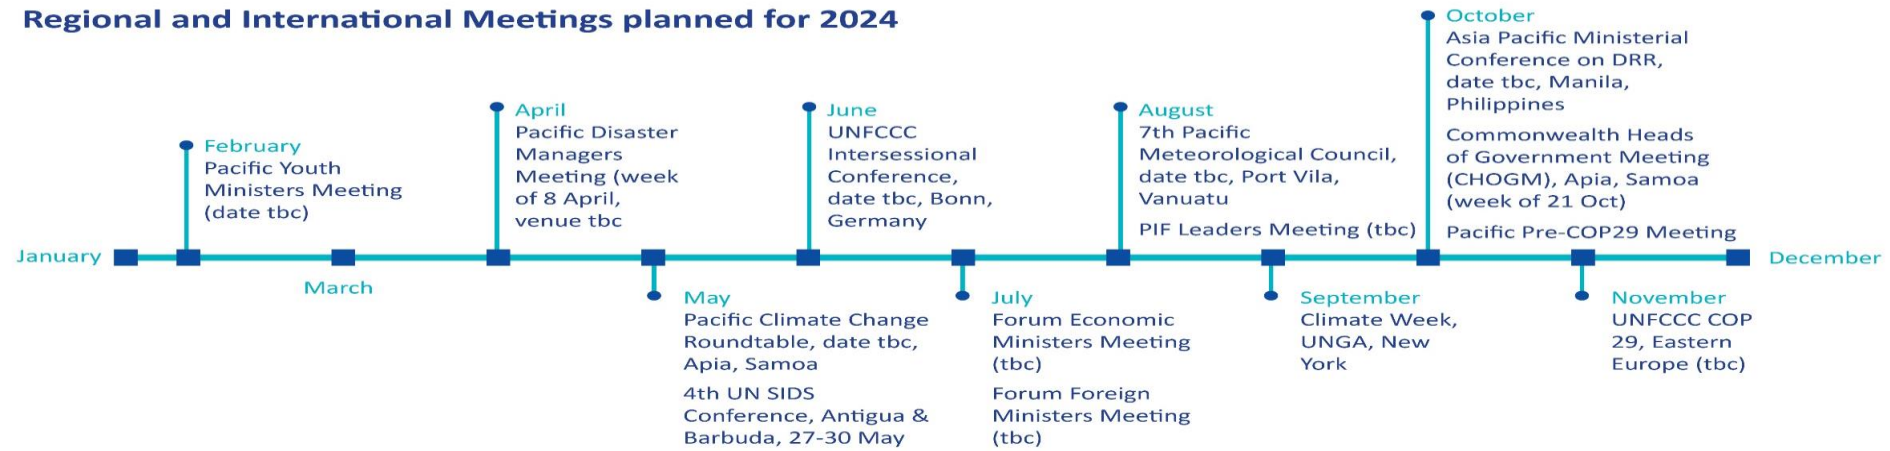 Regional and International Meetings planned for 2024
January
February
Pacific Youth
Ministers Meeting
(date tbc)
March
April
Pacific Disaster
Managers
Meeting (week
of 8 April,
venue tbc
May
Pacific Climate Change
Roundtable, date tbc,
Apia, Samoa
4th UN SIDS
Conference, Antigua &
Barbuda, 27-30 May
June
UNFCCC
Intersessional
Conference,
date tbc, Bonn,
Germany
July
Forum Economic
Ministers Meeting
(tbc)
Forum Foreign
Ministers Meeting
(tbc)
August
7th Pacific
Meteorological Council,
date tbc, Port Vila,
Vanuatu
PIF Leaders Meeting (tbc)
September
Climate Week,
UNGA, New
York
October
Asia Pacific Ministerial
Conference on DRR,
date tbc, Manila,
Philippines
Commonwealth Heads
of Government Meeting
(CHOGM), Apia, Samoa
(week of 21 Oct)
Pacific Pre-COP29 Meeting
November
UNFCCC COP
29, Eastern
Europe (tbc)
December